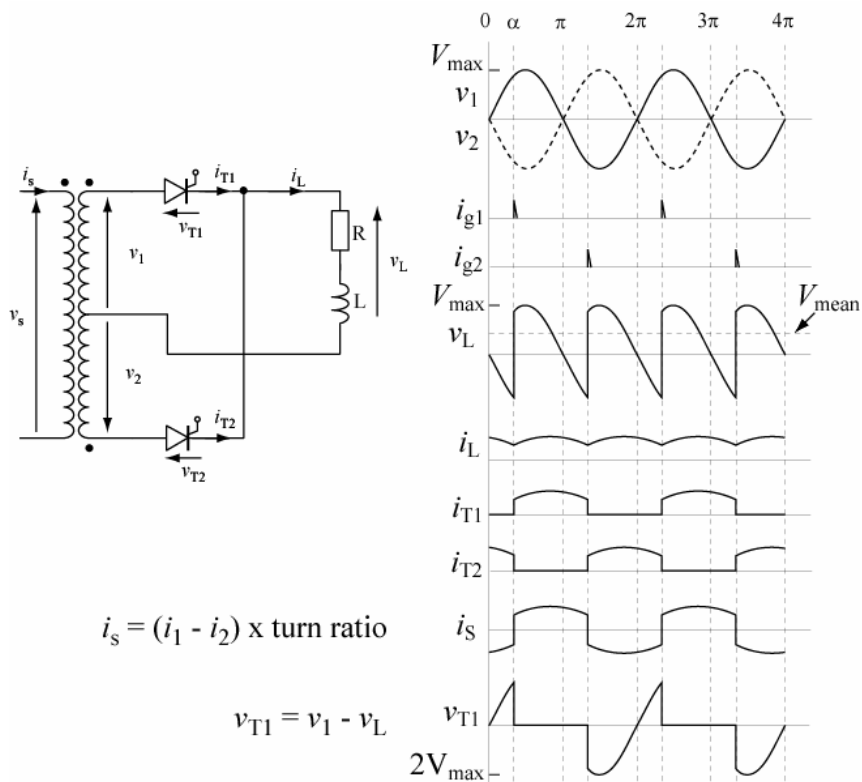 0 α π 2π 3π 4π
Vmax
v1
v2
ig1
ig2
Vmax
vL
Vmean
iL
iT1
iT2
iS
vT1
2Vmax
is
iT1
iL
vT1
R
v1
vL
L
vs
v2
iT2
vT2
is = (i1 - i2) x turn ratio
vT1 = v1 - vL